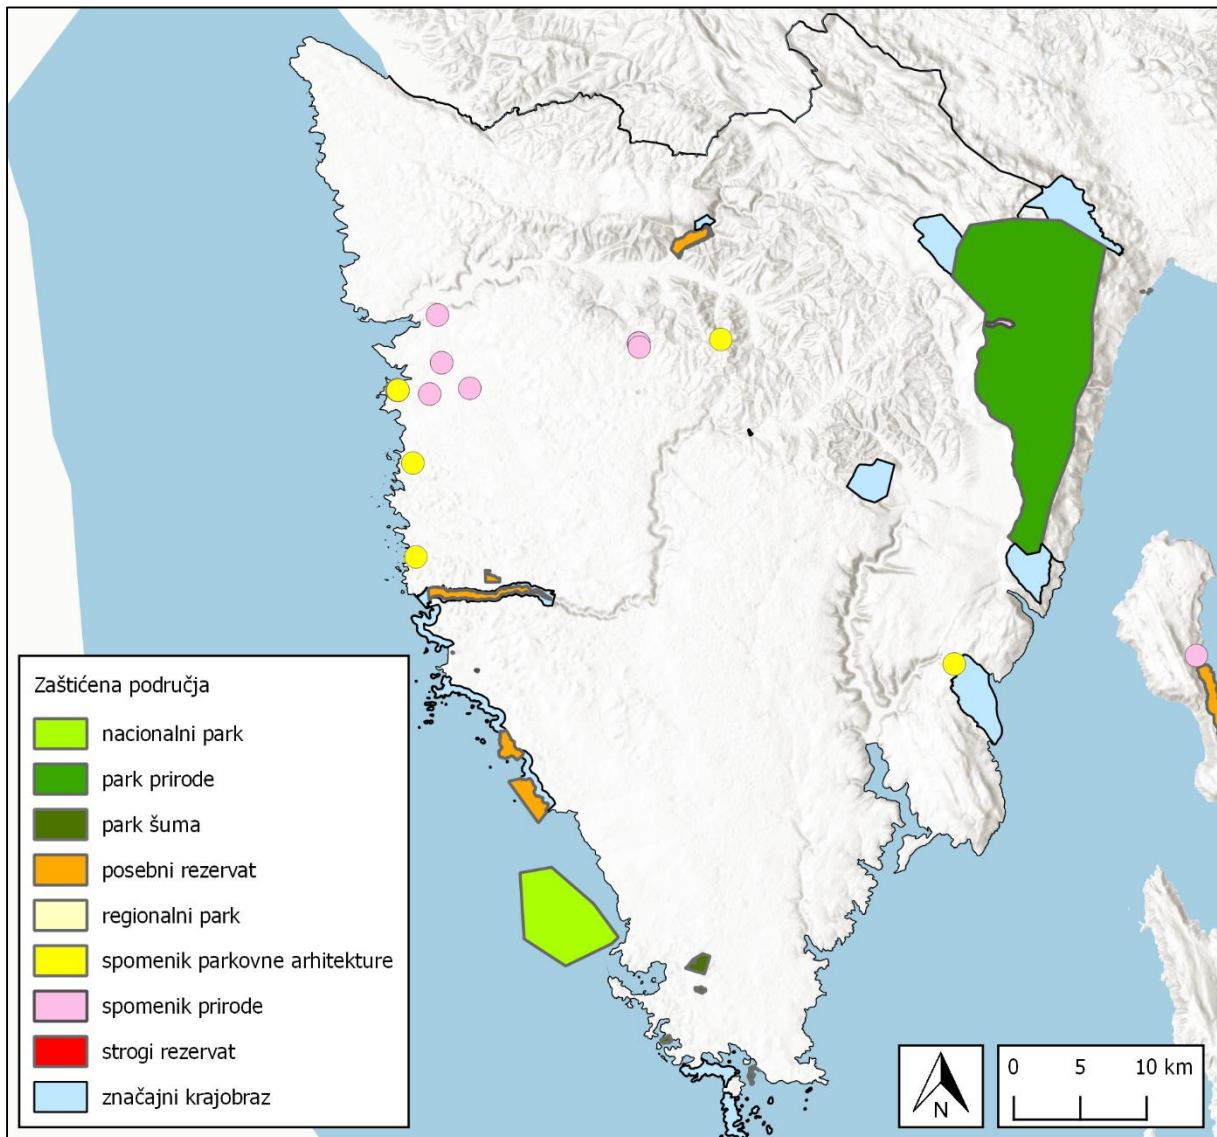 Zaštićena područja
nacionalni park
park prirode
park šuma
posebni rezervat
regionalni park
spomenik parkovne arhitekture
spomenik prirode
strogi rezervat
značajni krajobraz
N
0 5 10 km